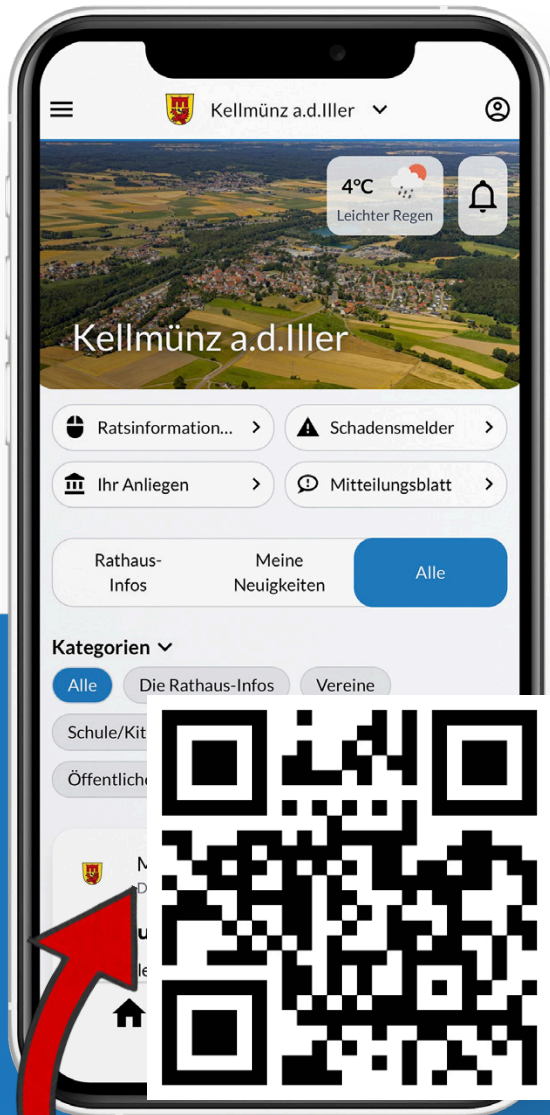 Kellmünz a.d.Iller
4°C
Leichter Regen
Kellmünz a.d.Iller
Ratsinformation...
Schadensmelder
Ihr Anliegen
Mitteilungsblatt
Rathaus-
Infos
Meine
Neuigkeiten
Alle
Kategorien
Alle
Die Rathaus-Infos
Vereine
Schule/Kit
Öffentliche